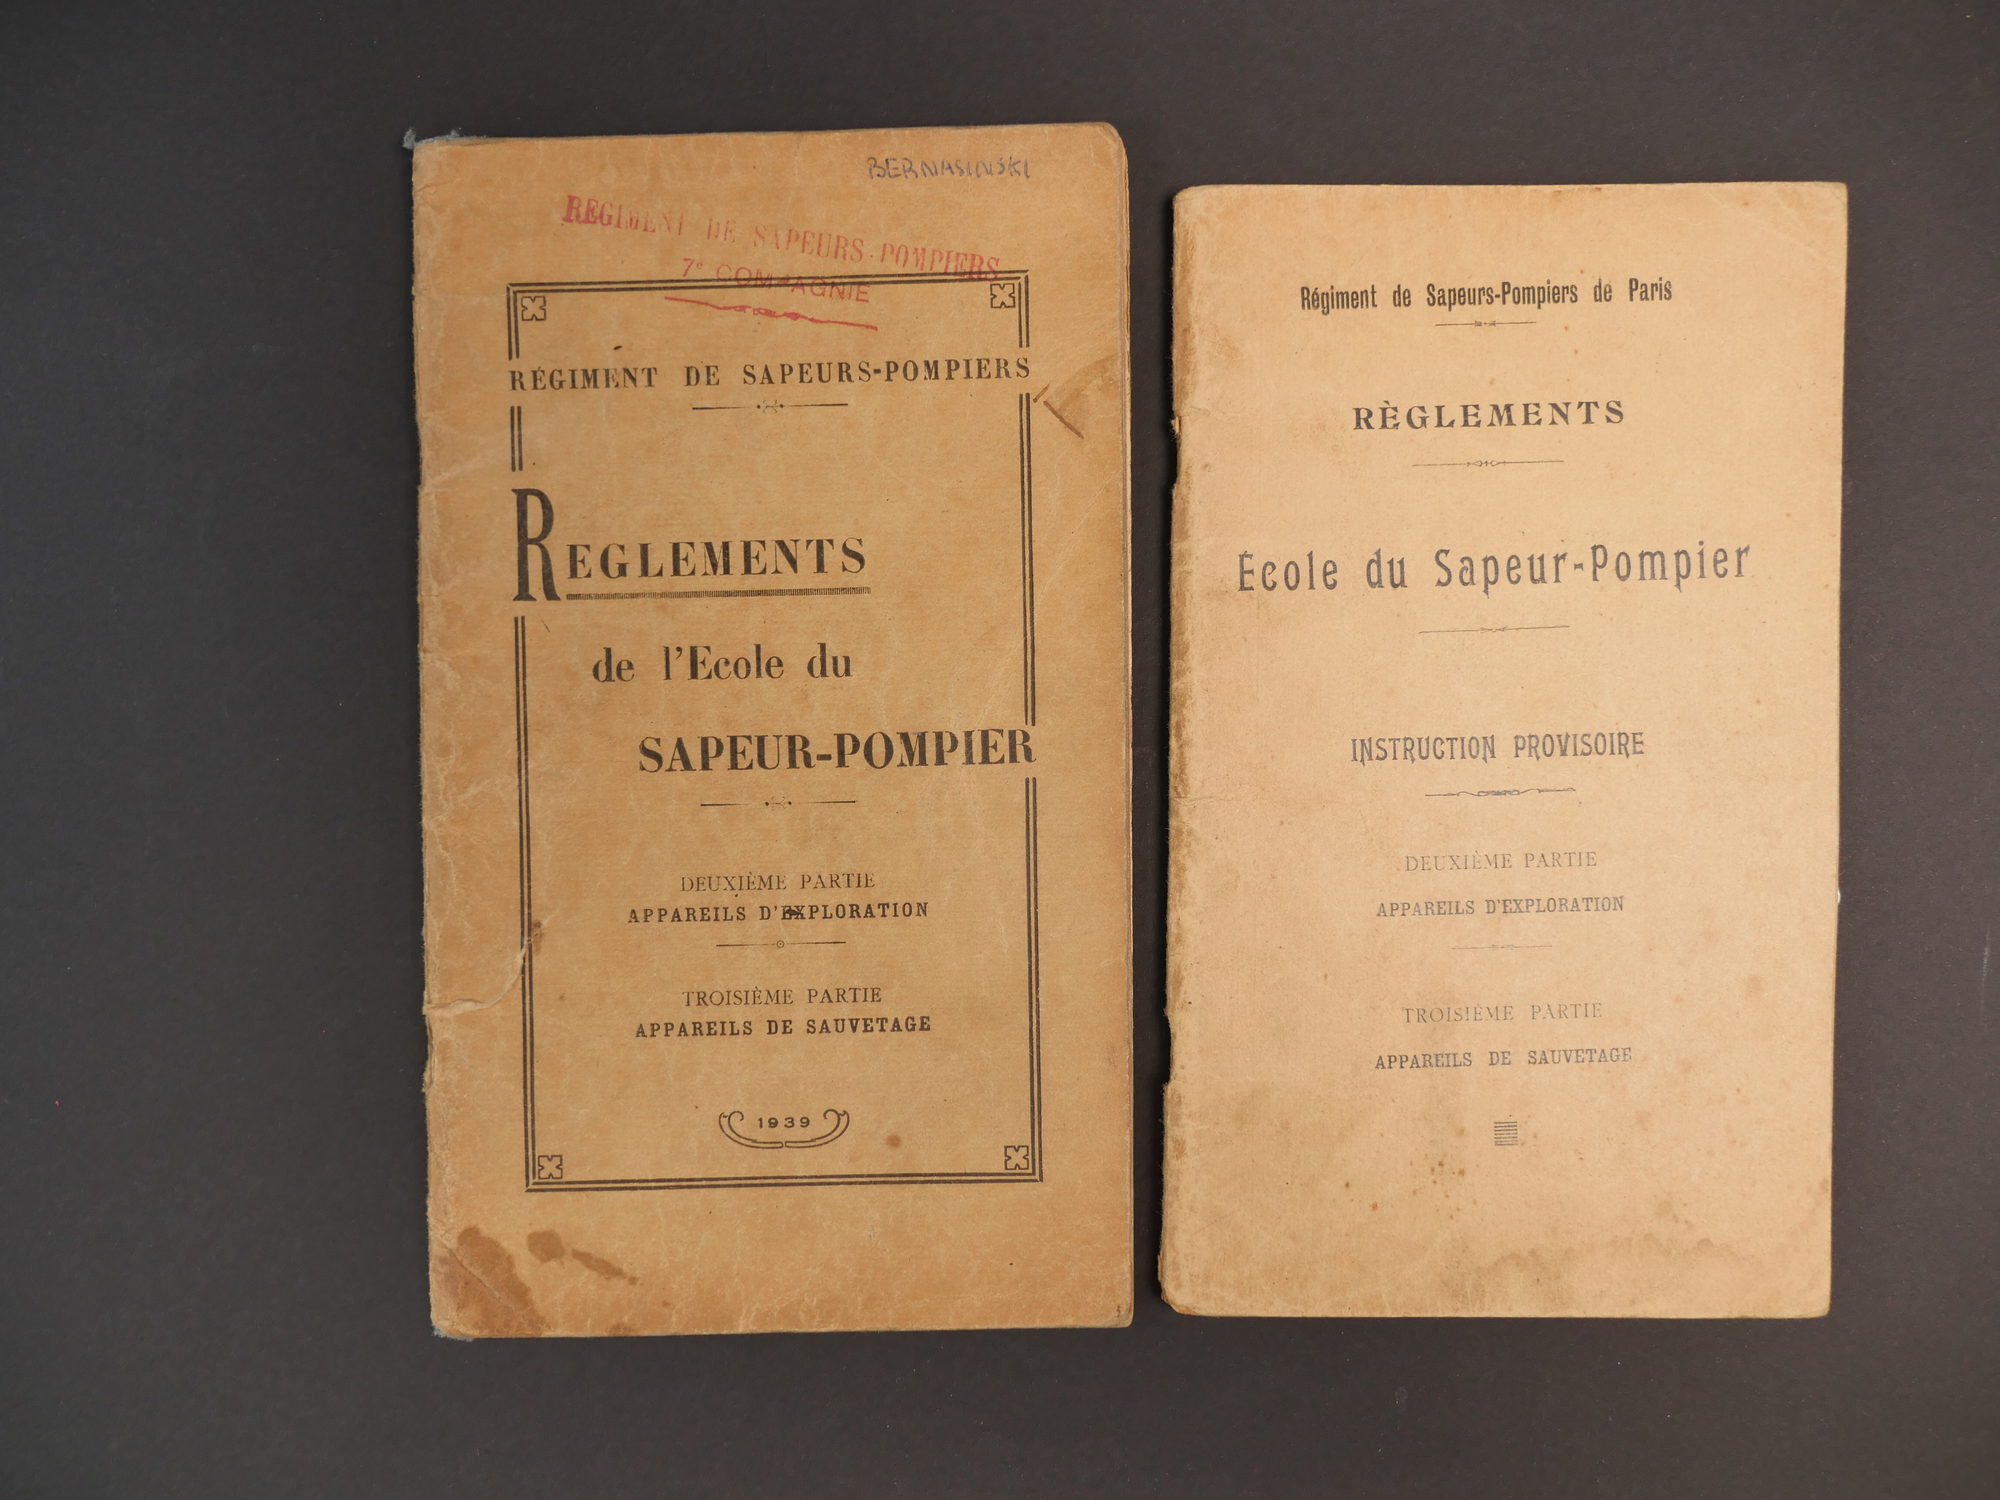 BERNASINSKI
REGIMENT DE SAPEURS-POMPIERS
7e COMPAGNIE
RÉGIMENT DE SAPEURS-POMPIERS
REGLEMENTS
de l'Ecole du
SAPEUR-POMPIER
DEUXIÈME PARTIE
APPAREILS D'EXPLORATION
TROISIÈME PARTIE
APPAREILS DE SAUVETAGE
1939
Régiment de Sapeurs-Pompiers de Paris
RÈGLEMENTS
École du Sapeur-Pompier
INSTRUCTION PROVISOIRE
DEUXIÈME PARTIE
APPAREILS D'EXPLORATION
TROISIÈME PARTIE
APPAREILS DE SAUVETAGE